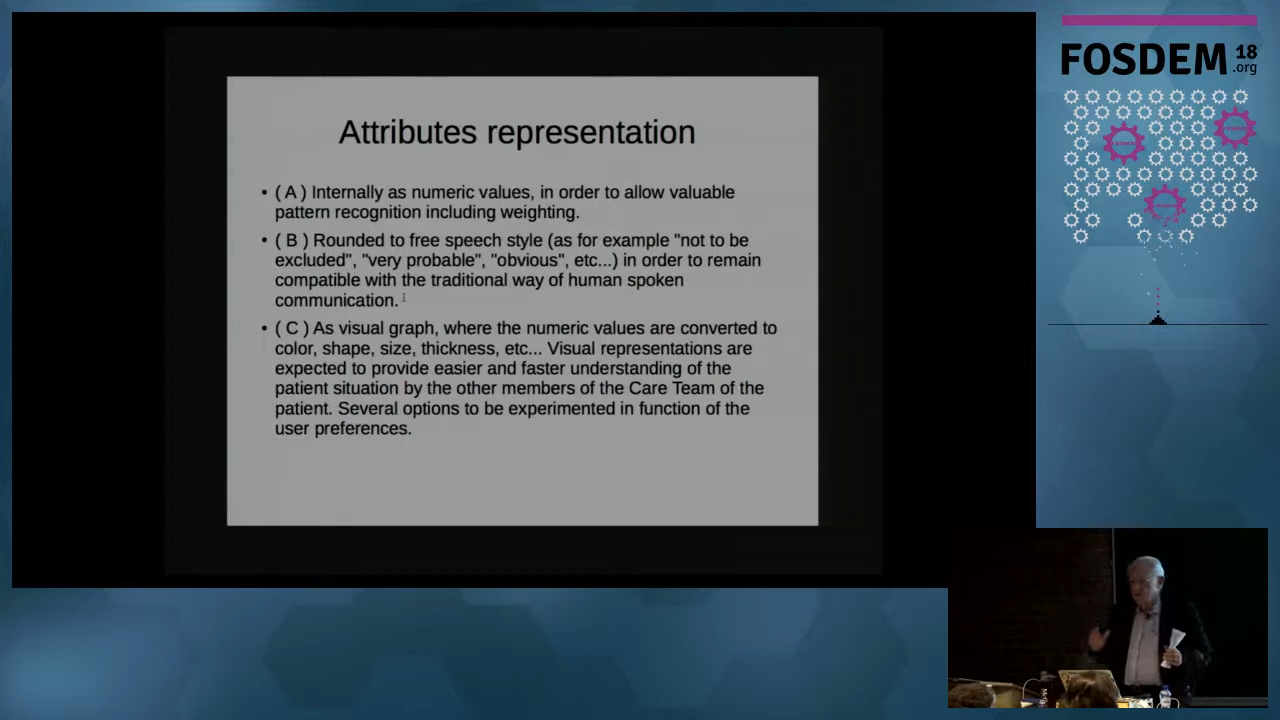 Attributes representation
• ( A ) Internally as numeric values, in order to allow valuable
pattern recognition including weighting.
• ( B ) Rounded to free speech style (as for example "not to be
excluded", "very probable", "obvious", etc...) in order to remain
compatible with the traditional way of human spoken
communication.
• ( C ) As visual graph, where the numeric values are converted to
color, shape, size, thickness, etc... Visual representations are
expected to provide easier and faster understanding of the
patient situation by the other members of the Care Team of the
patient. Several options to be experimented in function of the
user preferences.
FOSDEM 18
.org